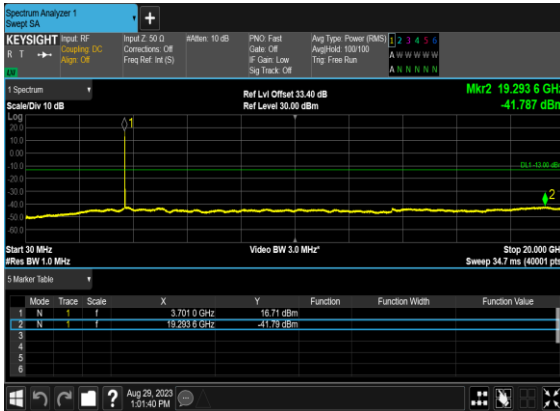 Spectrum Analyzer 1
Swept SA
+
KEYSIGHT
R T
Input: RF
Coupling: DC
Align: Off
Input Z: 50 Ω
Corrections: Off
Freq Ref: Int (S)
#Atten: 10 dB
PNO: Fast
Gate: Off
IF Gain: Low
Sig Track: Off
Avg Type: Power (RMS)
Avg|Hold: 100/100
Trig: Free Run
1 2 3 4 5 6
A W W W W W
A N N N N N
1 Spectrum
Scale/Div 10 dB
Ref Lvl Offset 33.40 dB
Ref Level 30.00 dBm
Mkr2 19.293 6 GHz
-41.787 dBm
Log
20.0
10.0
0.00
-10.0
-20.0
-30.0
-40.0
-50.0
-60.0
1
DL1 -13.00 dBm
2
Start 30 MHz
#Res BW 1.0 MHz
Video BW 3.0 MHz*
Stop 20.000 GH
Sweep 34.7 ms (40001 pts
5 Marker Table
Mode Trace Scale X Y Function Function Width Function Value
1 N 1 f 3.701 0 GHz 16.71 dBm
2 N 1 f 19.293 6 GHz -41.79 dBm
3
4
5
6
?
Aug 29, 2023
1:01:40 PM